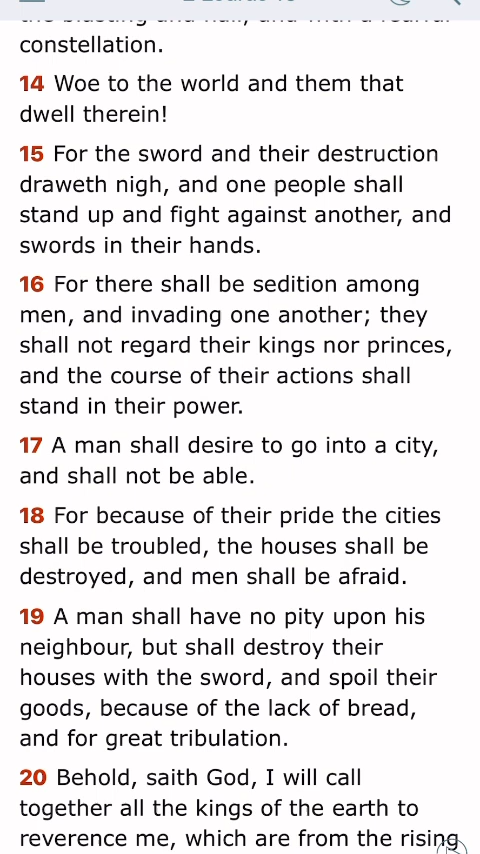 constellation.
14 Woe to the world and them that
dwell therein!
15 For the sword and their destruction
draweth nigh, and one people shall
stand up and fight against another, and
swords in their hands.
16 For there shall be sedition among
men, and invading one another; they
shall not regard their kings nor princes,
and the course of their actions shall
stand in their power.
17 A man shall desire to go into a city,
and shall not be able.
18 For because of their pride the cities
shall be troubled, the houses shall be
destroyed, and men shall be afraid.
19 A man shall have no pity upon his
neighbour, but shall destroy their
houses with the sword, and spoil their
goods, because of the lack of bread,
and for great tribulation.
20 Behold, saith God, I will call
together all the kings of the earth to
reverence me, which are from the rising